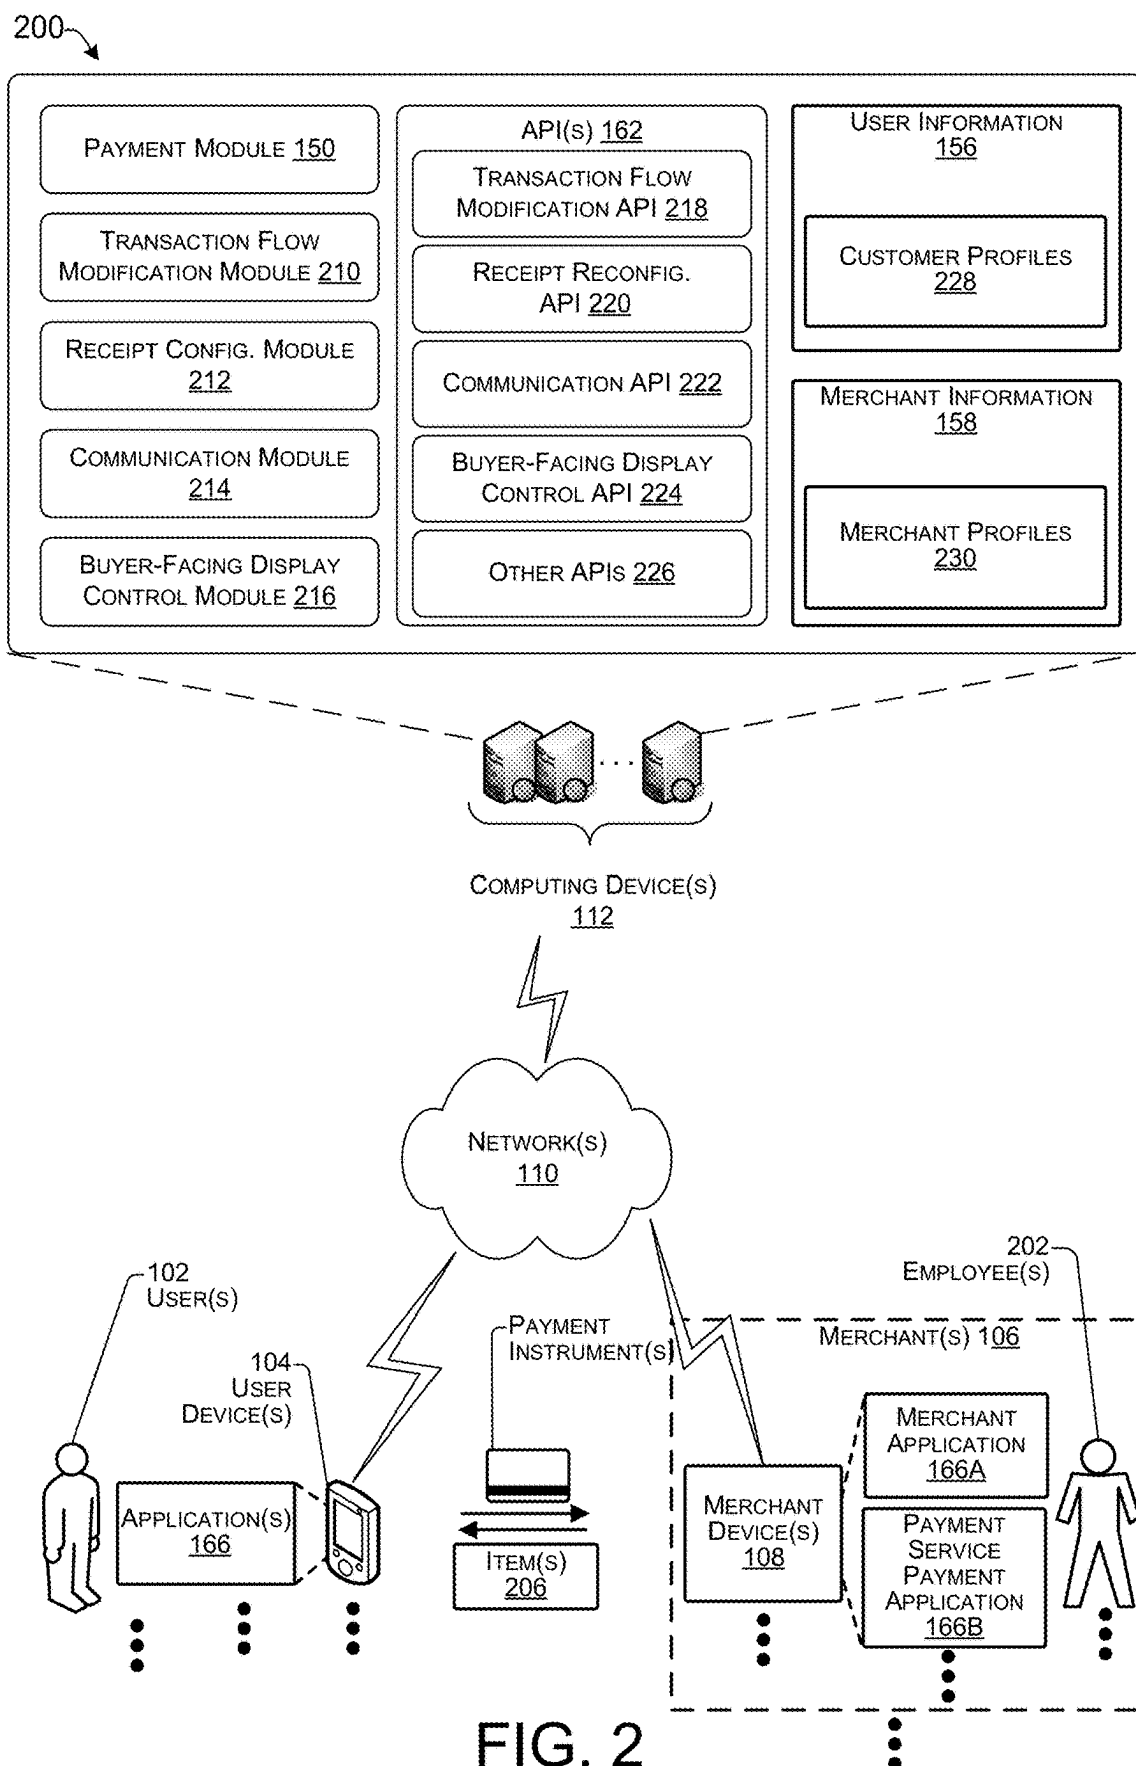 200
PAYMENT MODULE 150
TRANSACTION FLOW
MODIFICATION MODULE 210
RECEIPT CONFIG. MODULE
212
COMMUNICATION MODULE
214
BUYER-FACING DISPLAY
CONTROL MODULE 216
API(S) 162
TRANSACTION FLOW
MODIFICATION API 218
RECEIPT RECONFIG.
API 220
COMMUNICATION API 222
BUYER-FACING DISPLAY
CONTROL API 224
OTHER APIS 226
USER INFORMATION
156
CUSTOMER PROFILES
228
MERCHANT INFORMATION
158
MERCHANT PROFILES
230
COMPUTING DEVICE(S)
112
NETWORK(S)
110
102
USER(S)
104
USER
DEVICE(S)
APPLICATION(S)
166
PAYMENT
INSTRUMENT(S)
ITEM(S)
206
202
EMPLOYEE(S)
MERCHANT(S) 106
MERCHANT
DEVICE(S)
108
MERCHANT
APPLICATION
166A
PAYMENT
SERVICE
PAYMENT
APPLICATION
166B
FIG. 2